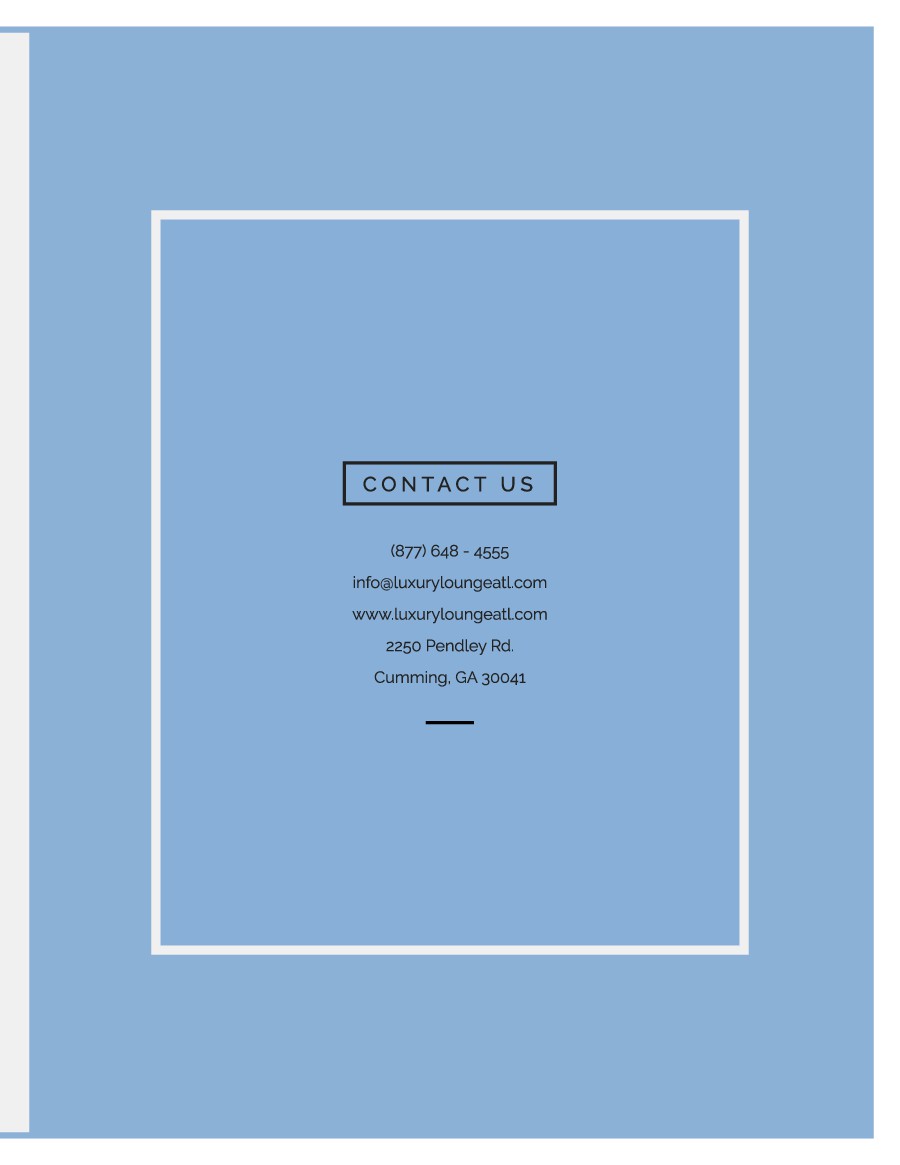 CONTACT US
(877) 648 - 4555
info@luxuryloungeatl.com
www.luxuryloungeatl.com
2250 Pendley Rd.
Cumming, GA 30041